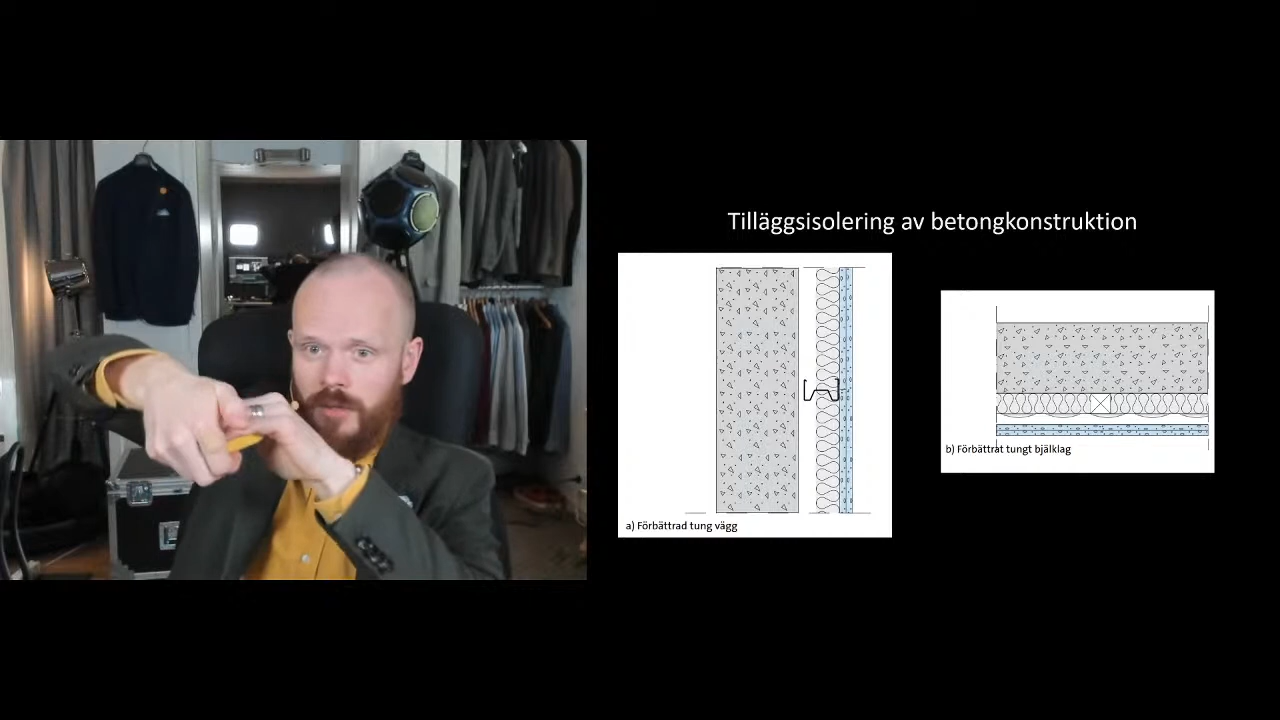 Tilläggsisolering av betongkonstruktion
a) Förbättrad tung vägg
b) Förbättrat tungt bjälklag